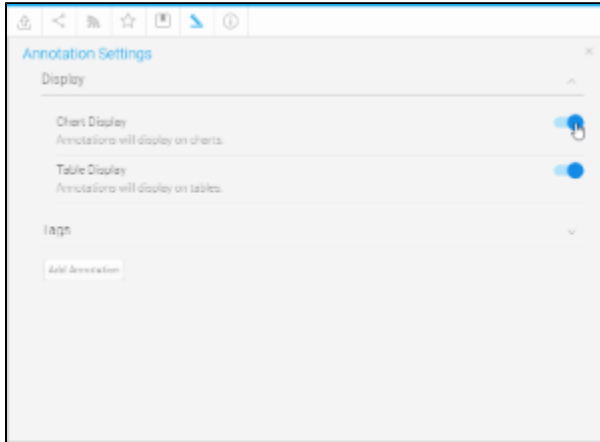 Annotation Settings
Display
Chart Display
Annotations will display on charts.
Table Display
Annotations will display on tables.
Tags
Add Annotation